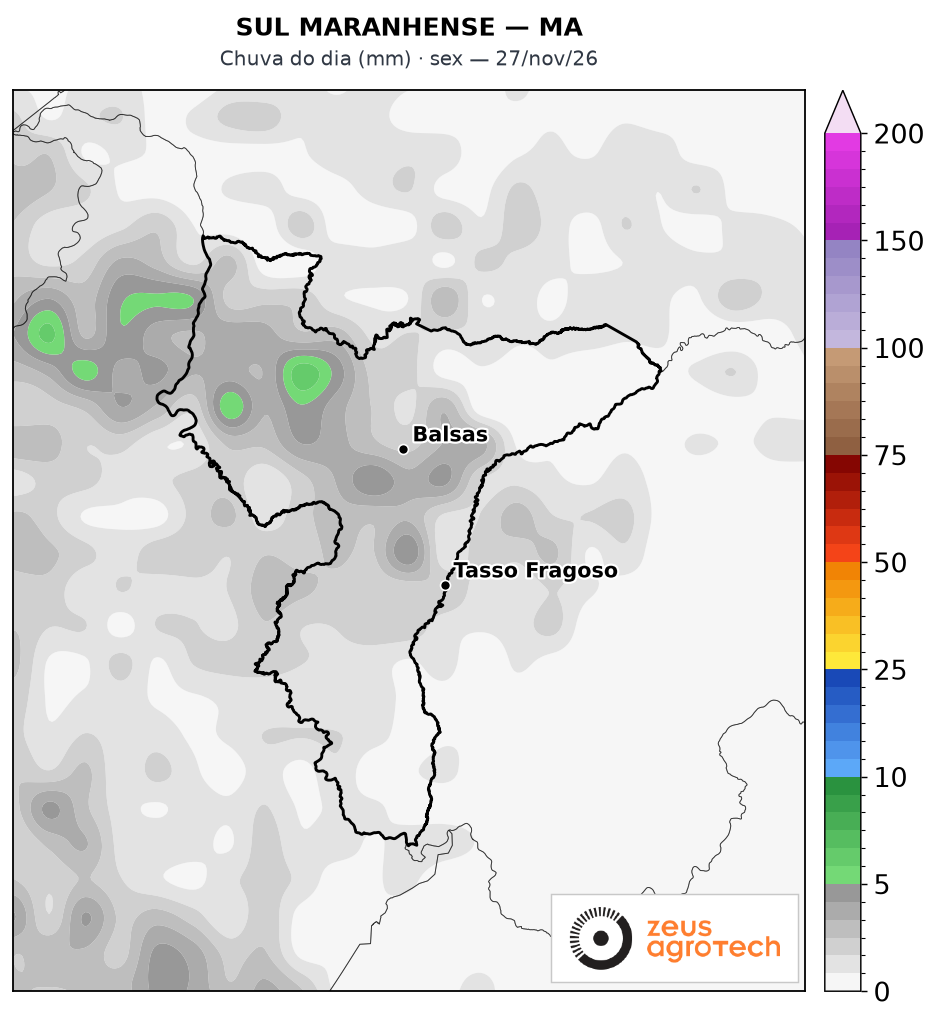 SUL MARANHENSE — MA
Chuva do dia (mm) · sex — 27/nov/26
200
150
100
75
50
25
10
5
0
Balsas
Tasso Fragoso
zeus
agroTech